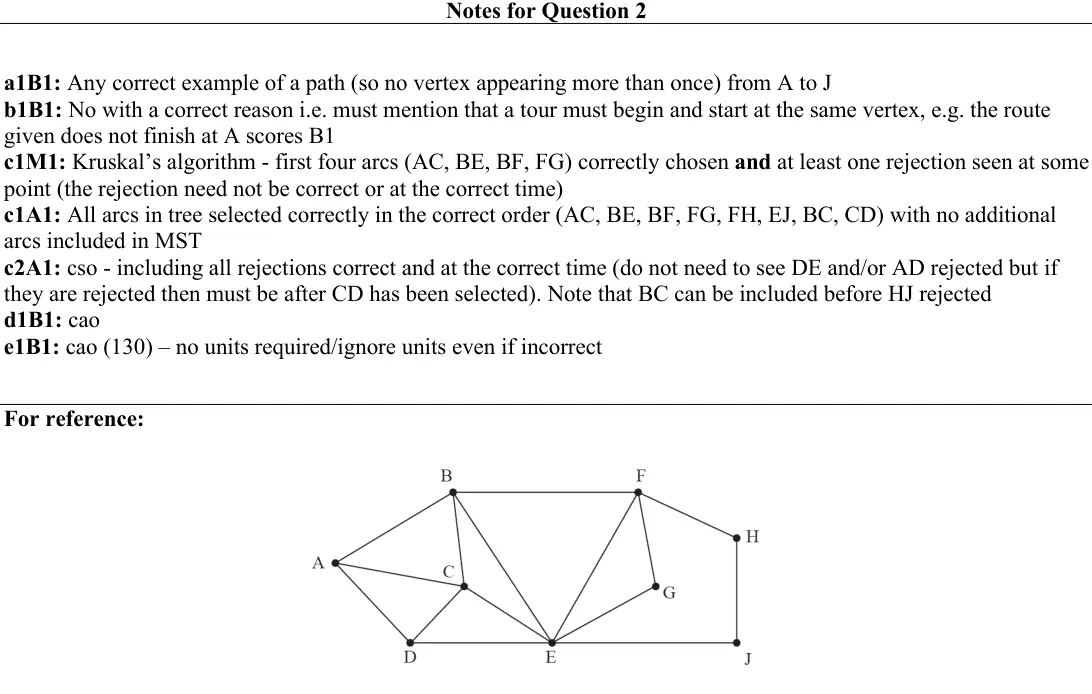 Notes for Question 2
a1B1: Any correct example of a path (so no vertex appearing more than once) from A to J
b1B1: No with a correct reason i.e. must mention that a tour must begin and start at the same vertex, e.g. the route
given does not finish at A scores B1
c1M1: Kruskal’s algorithm - first four arcs (AC, BE, BF, FG) correctly chosen and at least one rejection seen at some
point (the rejection need not be correct or at the correct time)
c1A1: All arcs in tree selected correctly in the correct order (AC, BE, BF, FG, FH, EJ, BC, CD) with no additional
arcs included in MST
c2A1: cso - including all rejections correct and at the correct time (do not need to see DE and/or AD rejected but if
they are rejected then must be after CD has been selected). Note that BC can be included before HJ rejected
d1B1: cao
e1B1: cao (130) – no units required/ignore units even if incorrect
For reference:
B F
H
A
C
G
D E J